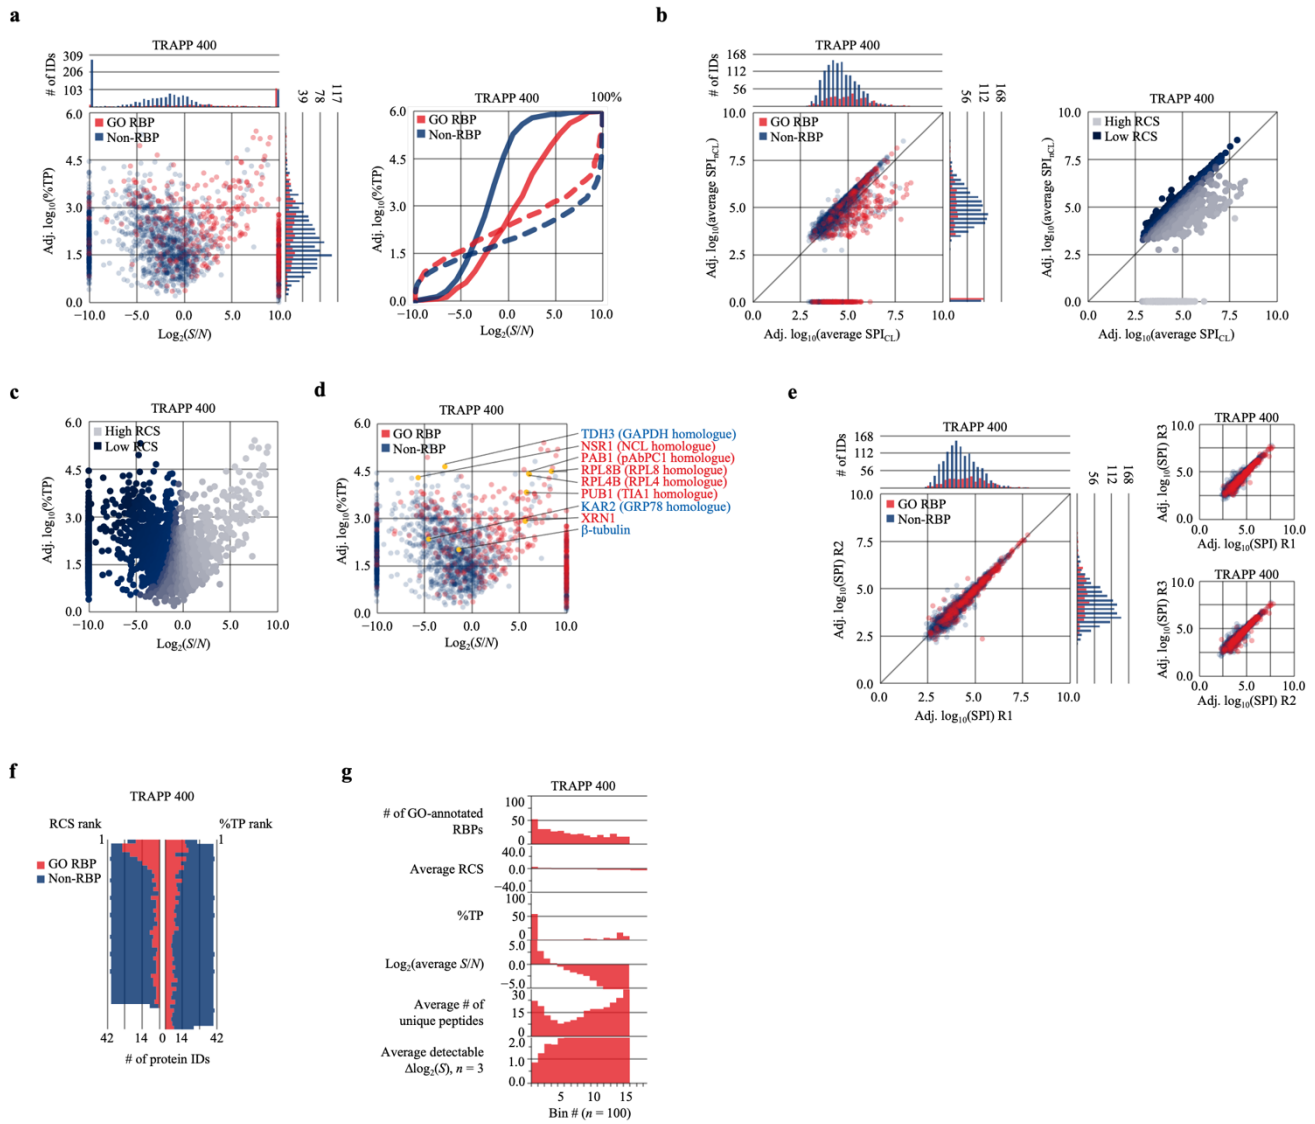 a
TRAPP 400
309
206
103
# of IDs
39
78
117
GO RBP
Non-RBP
6.0
4.5
3.0
1.5
0.0
Adj. log10(%TP)
−10.0 −5.0 0.0 5.0 10.0
Log2(S/N)
TRAPP 400
100%
GO RBP
Non-RBP
6.0
4.5
3.0
1.5
0.0
Adj. log10(%TP)
−10.0 −5.0 0.0 5.0 10.0
Log2(S/N)
b
TRAPP 400
168
112
56
# of IDs
56
112
168
GO RBP
Non-RBP
10.0
7.5
5.0
2.5
0.0
Adj. log10(average SPInCL)
0.0 2.5 5.0 7.5 10.0
Adj. log10(average SPICL)
TRAPP 400
High RCS
Low RCS
10.0
7.5
5.0
2.5
0.0
Adj. log10(average SPInCL)
0.0 2.5 5.0 7.5 10.0
Adj. log10(average SPICL)
c
TRAPP 400
High RCS
Low RCS
6.0
4.5
3.0
1.5
0.0
Adj. log10(%TP)
−10.0 −5.0 0.0 5.0 10.0
Log2(S/N)
d
TRAPP 400
GO RBP
Non-RBP
6.0
4.5
3.0
1.5
0.0
Adj. log10(%TP)
−10.0 −5.0 0.0 5.0 10.0
Log2(S/N)
TDH3 (GAPDH homologue)
NSR1 (NCL homologue)
PAB1 (pAbPC1 homologue)
RPL8B (RPL8 homologue)
RPL4B (RPL4 homologue)
PUB1 (TIA1 homologue)
KAR2 (GRP78 homologue)
XRN1
β-tubulin
e
TRAPP 400
168
112
56
# of IDs
56
112
168
GO RBP
Non-RBP
10.0
7.5
5.0
2.5
0.0
Adj. log10(SPI) R2
0.0 2.5 5.0 7.5 10.0
Adj. log10(SPI) R1
TRAPP 400
10.0
5.0
0.0
Adj. log10(SPI) R3
0.0 5.0 10.0
Adj. log10(SPI) R1
TRAPP 400
10.0
5.0
0.0
Adj. log10(SPI) R3
0.0 5.0 10.0
Adj. log10(SPI) R2
f
TRAPP 400
RCS rank
%TP rank
1
1
GO RBP
Non-RBP
42 14 0 14 42
# of protein IDs
g
TRAPP 400
# of GO-annotated
RBPs
100
50
0
Average RCS
40.0
0.0
−40.0
%TP
100
50
0
Log2(average S/N)
5.0
0.0
−5.0
Average # of
unique peptides
30
15
0
Average detectable
Δlog2(S), n = 3
2.0
1.0
0.0
5 10 15
Bin # (n = 100)